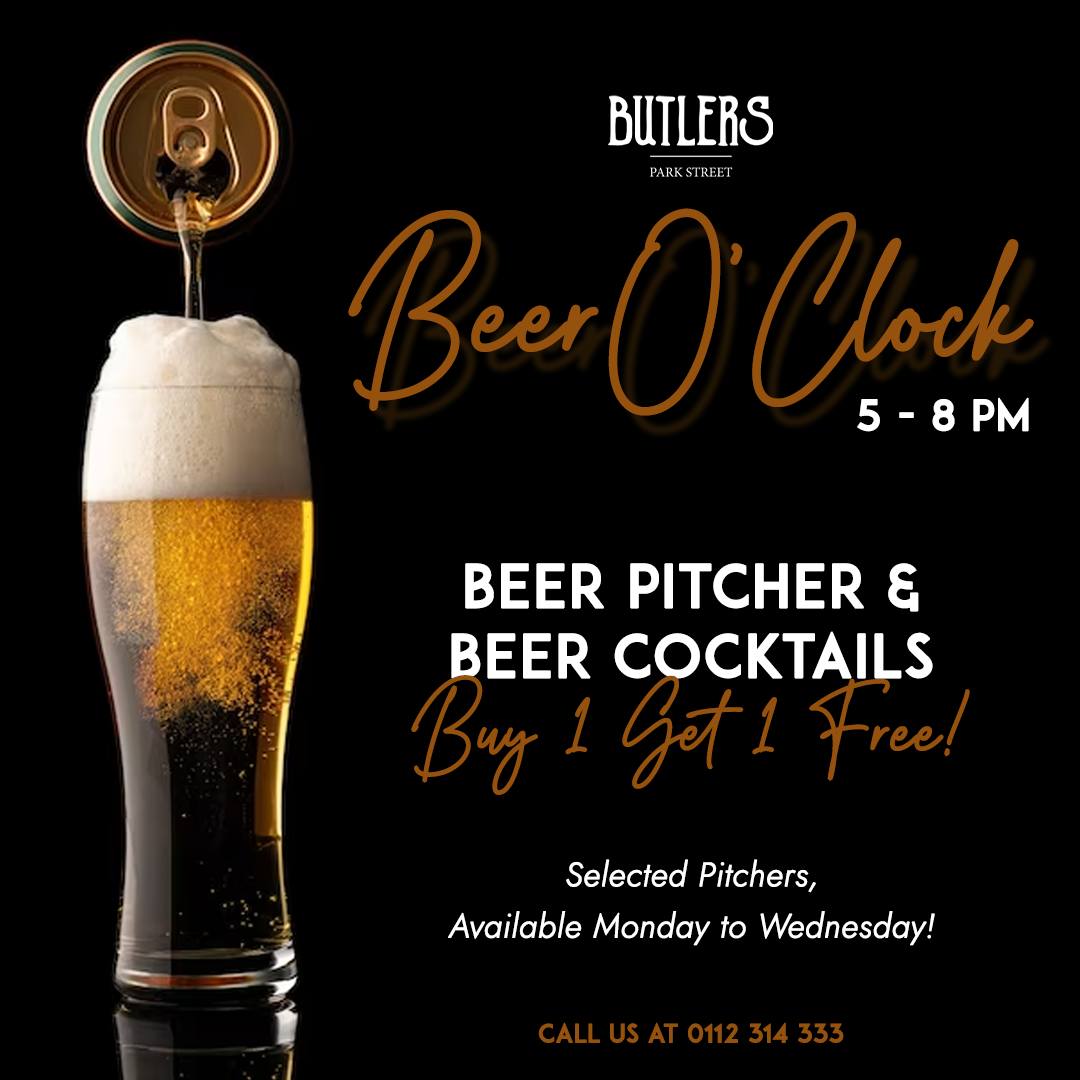 BUTLERS
PARK STREET
Beer O'Clock
5 - 8 PM
BEER PITCHER &
BEER COCKTAILS
Buy 1 Get 1 Free!
Selected Pitchers,
Available Monday to Wednesday!
CALL US AT 0112 314 333